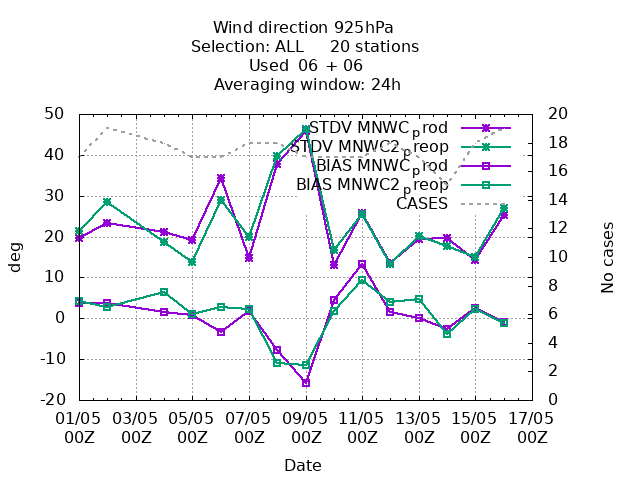 Wind direction 925hPa
Selection: ALL     20 stations
Used  06 + 06
Averaging window: 24h
50
40
30
20
10
0
-10
-20
deg
20
18
16
14
12
10
8
6
4
2
0
No cases
STDV MNWC_prod
STDV MNWC2_preop
BIAS MNWC_prod
BIAS MNWC2_preop
CASES
01/05 03/05 05/05 07/05 09/05 11/05 13/05 15/05 17/05
00Z 00Z 00Z 00Z 00Z 00Z 00Z 00Z 00Z
Date